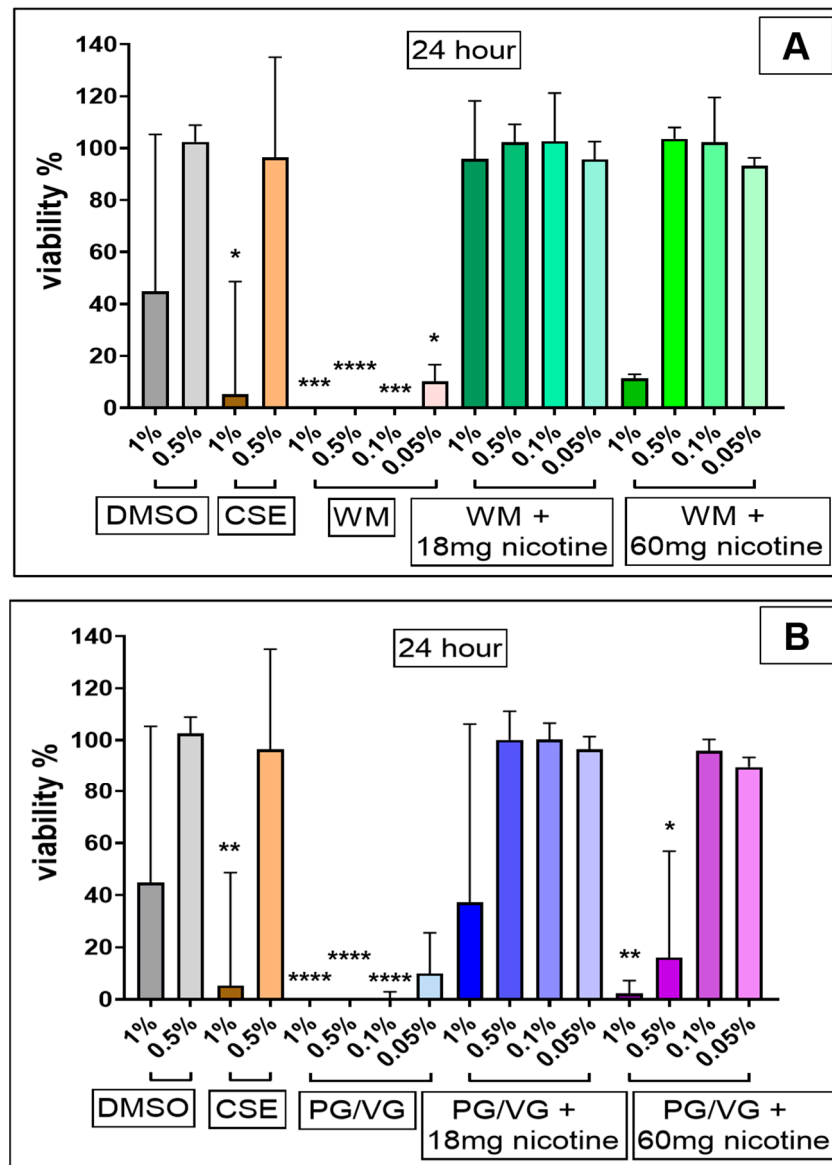 A
24 hour
viability %
140
120
100
80
60
40
20
0
*
***
****
***
*
1%
0.5%
1%
0.5%
1%
0.5%
0.1%
0.05%
1%
0.5%
0.1%
0.05%
1%
0.5%
0.1%
0.05%
DMSO
CSE
WM
WM +
18mg nicotine
WM +
60mg nicotine
B
24 hour
viability %
140
120
100
80
60
40
20
0
**
****
****
****
**
*
1%
0.5%
1%
0.5%
1%
0.5%
0.1%
0.05%
1%
0.5%
0.1%
0.05%
1%
0.5%
0.1%
0.05%
DMSO
CSE
PG/VG
PG/VG +
18mg nicotine
PG/VG +
60mg nicotine